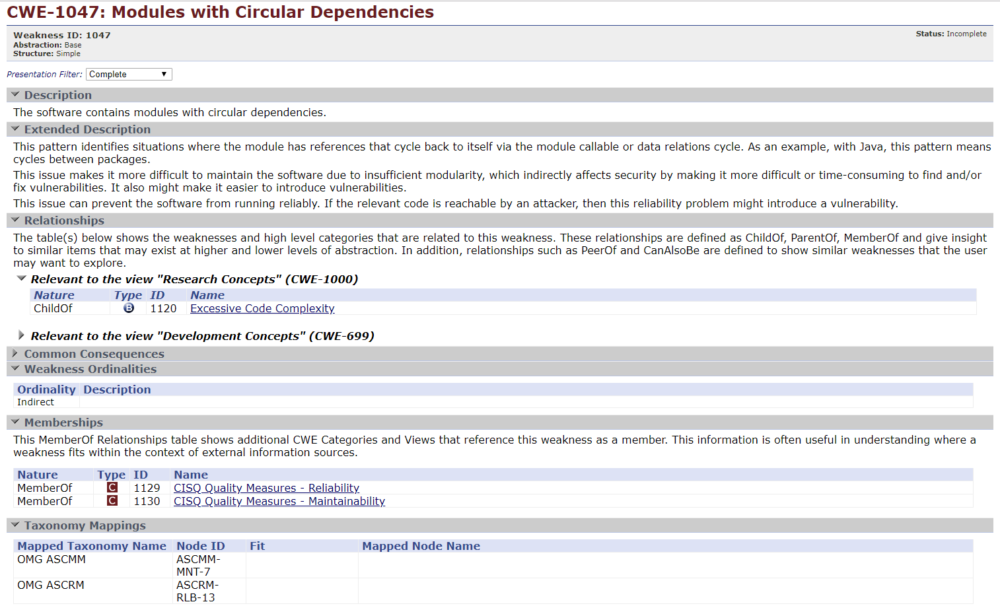 CWE-1047: Modules with Circular Dependencies
Weakness ID: 1047
Status: Incomplete
Abstraction: Base
Structure: Simple
Presentation Filter: Complete
Description
The software contains modules with circular dependencies.
Extended Description
This pattern identifies situations where the module has references that cycle back to itself via the module callable or data relations cycle. As an example, with Java, this pattern means
cycles between packages.
This issue makes it more difficult to maintain the software due to insufficient modularity, which indirectly affects security by making it more difficult or time-consuming to find and/or
fix vulnerabilities. It also might make it easier to introduce vulnerabilities.
This issue can prevent the software from running reliably. If the relevant code is reachable by an attacker, then this reliability problem might introduce a vulnerability.
Relationships
The table(s) below shows the weaknesses and high level categories that are related to this weakness. These relationships are defined as ChildOf, ParentOf, MemberOf and give insight
to similar items that may exist at higher and lower levels of abstraction. In addition, relationships such as PeerOf and CanAlsoBe are defined to show similar weaknesses that the user
may want to explore.
Relevant to the view "Research Concepts" (CWE-1000)
Nature Type ID Name
ChildOf B 1120 Excessive Code Complexity
Relevant to the view "Development Concepts" (CWE-699)
Common Consequences
Weakness Ordinalities
Ordinality Description
Indirect
Memberships
This MemberOf Relationships table shows additional CWE Categories and Views that reference this weakness as a member. This information is often useful in understanding where a
weakness fits within the context of external information sources.
Nature Type ID Name
MemberOf C 1129 CISQ Quality Measures - Reliability
MemberOf C 1130 CISQ Quality Measures - Maintainability
Taxonomy Mappings
Mapped Taxonomy Name Node ID Fit Mapped Node Name
OMG ASCMM ASCMM-
MNT-7
OMG ASCRM ASCRM-
RLB-13